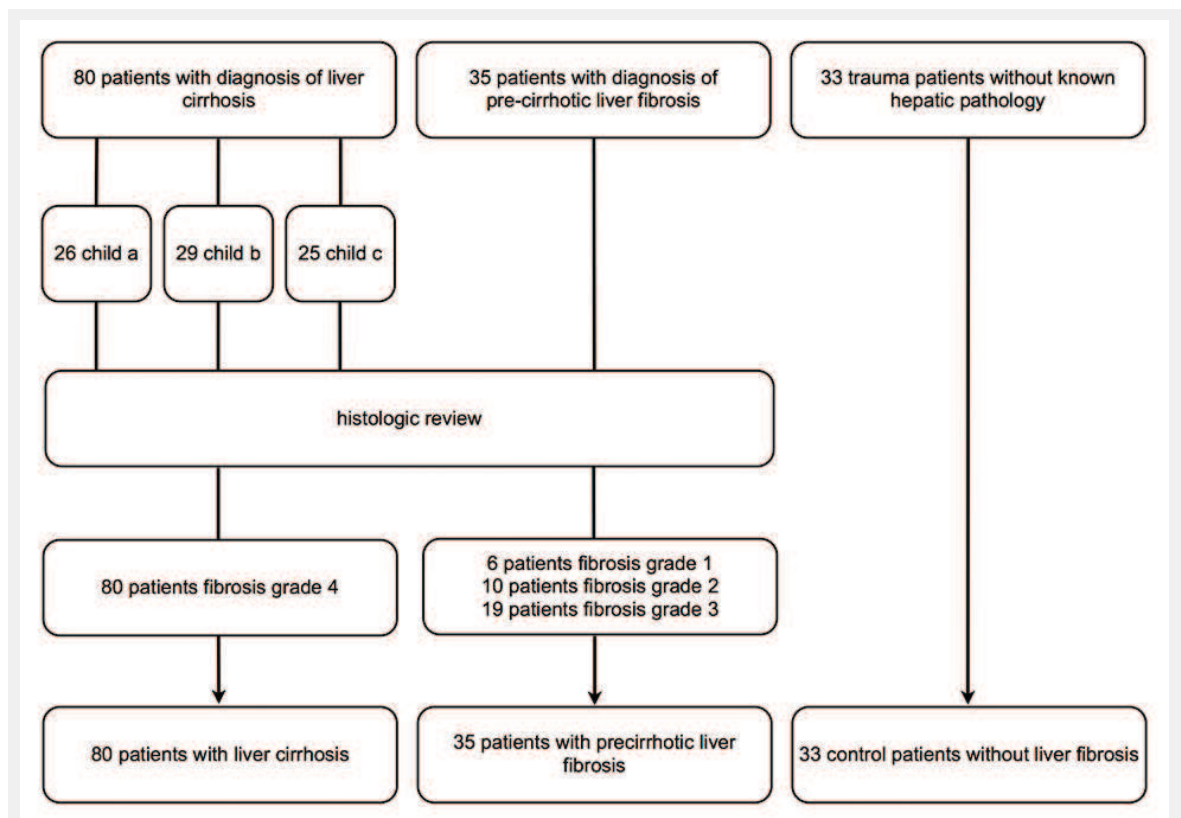 80 patients with diagnosis of liver
cirrhosis
35 patients with diagnosis of
pre-cirrhotic liver fibrosis
33 trauma patients without known
hepatic pathology
26 child a
29 child b
25 child c
histologic review
80 patients fibrosis grade 4
6 patients fibrosis grade 1
10 patients fibrosis grade 2
19 patients fibrosis grade 3
80 patients with liver cirrhosis
35 patients with precirrhotic liver
fibrosis
33 control patients without liver fibrosis